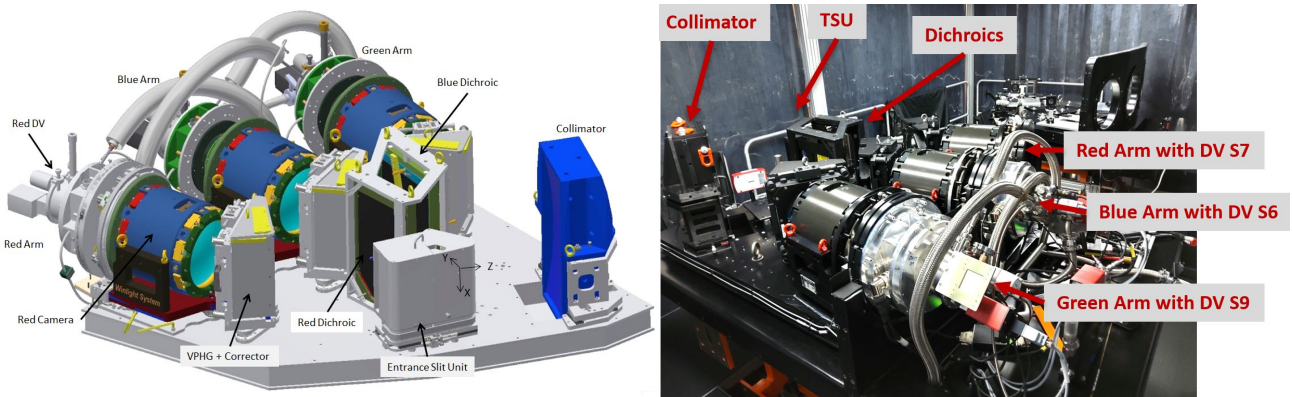 Green Arm
Blue Arm
Blue Dichroic
Red DV
Collimator
Red Arm
Y
Z
X
Winlight System
Red Camera
Red Dichroic
VPHG + Corrector
Entrance Slit Unit
Collimator
TSU
Dichroics
Red Arm with DV S7
Blue Arm with DV S6
Green Arm with DV S9